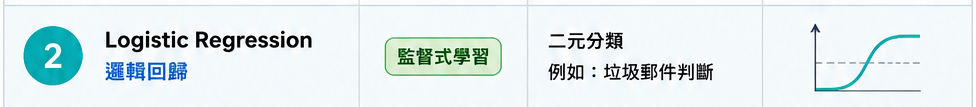 2
Logistic Regression
邏輯回歸
監督式學習
二元分類
例如：垃圾郵件判斷